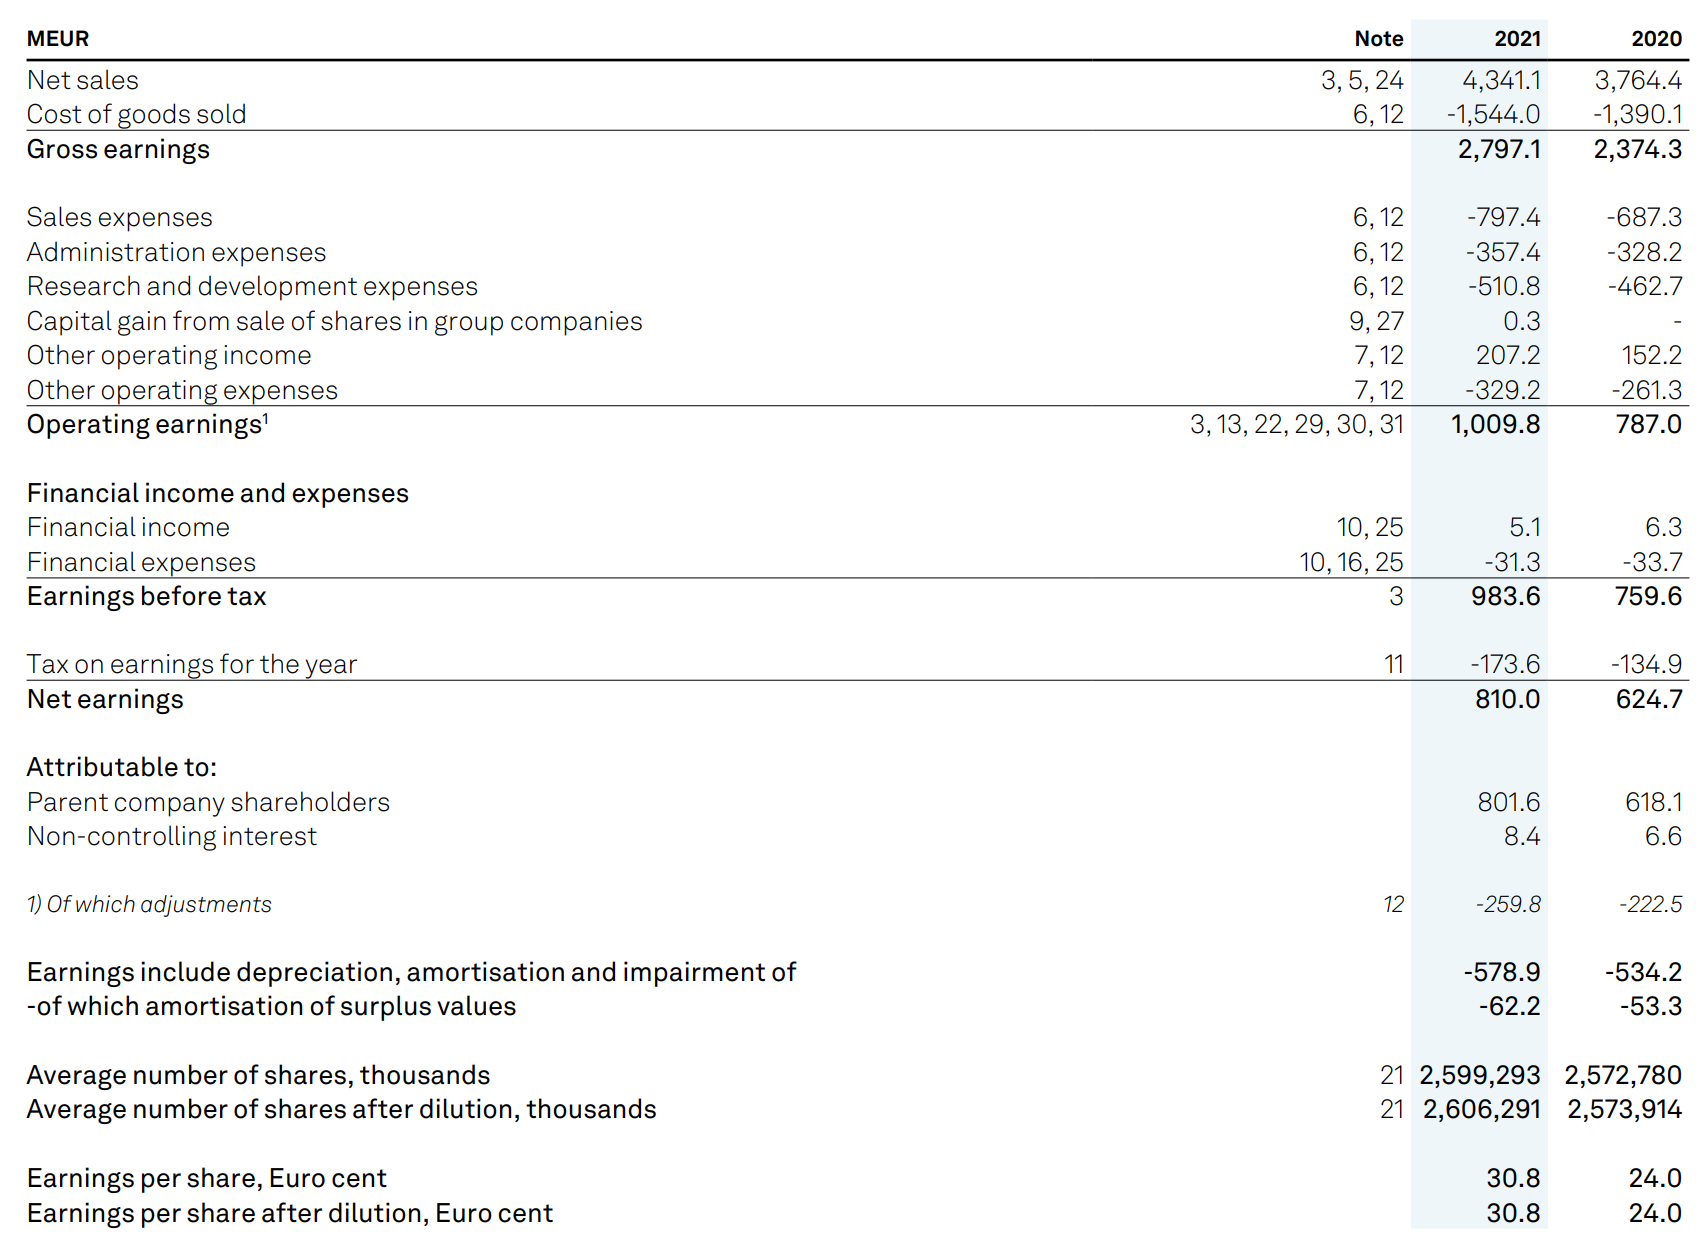 MEUR Note 2021 2020
Net sales 3, 5, 24 4,341.1 3,764.4
Cost of goods sold 6, 12 -1,544.0 -1,390.1
Gross earnings 2,797.1 2,374.3
Sales expenses 6, 12 -797.4 -687.3
Administration expenses 6, 12 -357.4 -328.2
Research and development expenses 6, 12 -510.8 -462.7
Capital gain from sale of shares in group companies 9, 27 0.3 -
Other operating income 7, 12 207.2 152.2
Other operating expenses 7, 12 -329.2 -261.3
Operating earnings¹ 3, 13, 22, 29, 30, 31 1,009.8 787.0
Financial income and expenses
Financial income 10, 25 5.1 6.3
Financial expenses 10, 16, 25 -31.3 -33.7
Earnings before tax 3 983.6 759.6
Tax on earnings for the year 11 -173.6 -134.9
Net earnings 810.0 624.7
Attributable to:
Parent company shareholders 801.6 618.1
Non-controlling interest 8.4 6.6
1) Of which adjustments 12 -259.8 -222.5
Earnings include depreciation, amortisation and impairment of -578.9 -534.2
-of which amortisation of surplus values -62.2 -53.3
Average number of shares, thousands 21 2,599,293 2,572,780
Average number of shares after dilution, thousands 21 2,606,291 2,573,914
Earnings per share, Euro cent 30.8 24.0
Earnings per share after dilution, Euro cent 30.8 24.0